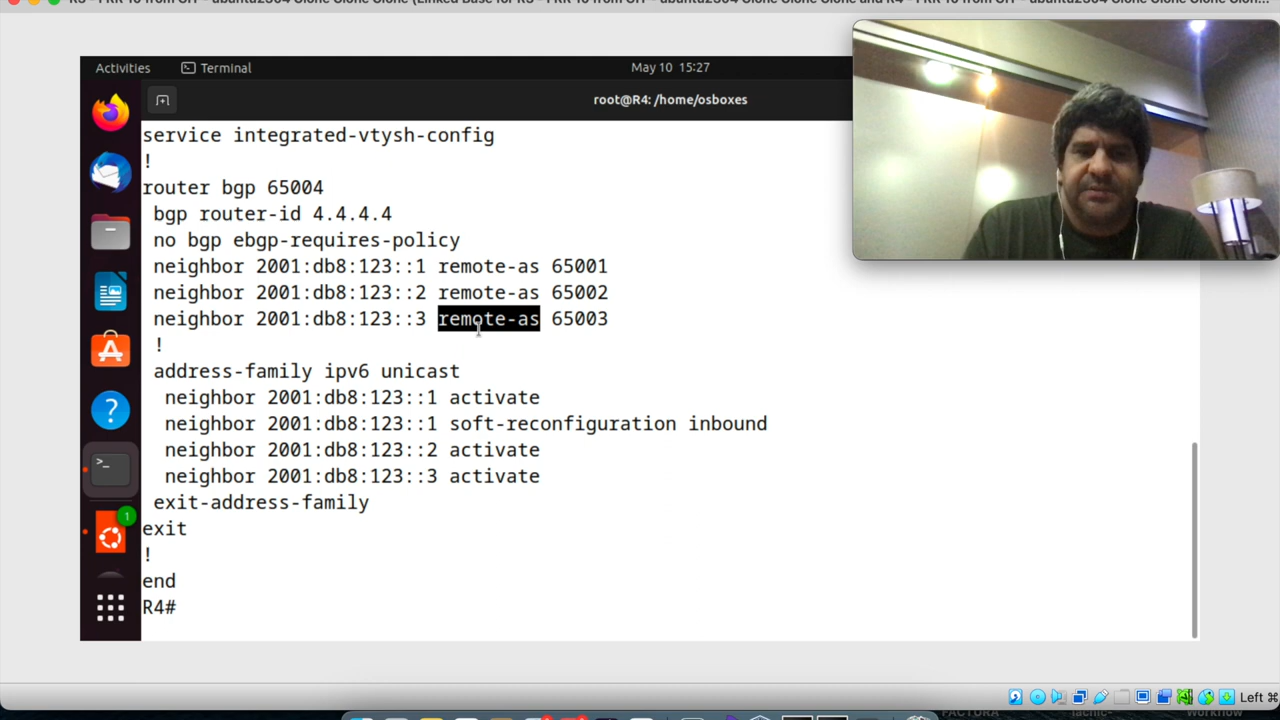 Activities
Terminal
May 10 15:27
root@R4: /home/osboxes
service integrated-vtysh-config
!
router bgp 65004
bgp router-id 4.4.4.4
no bgp ebgp-requires-policy
neighbor 2001:db8:123::1 remote-as 65001
neighbor 2001:db8:123::2 remote-as 65002
neighbor 2001:db8:123::3 remote-as 65003
!
address-family ipv6 unicast
neighbor 2001:db8:123::1 activate
neighbor 2001:db8:123::1 soft-reconfiguration inbound
neighbor 2001:db8:123::2 activate
neighbor 2001:db8:123::3 activate
exit-address-family
exit
!
end
R4#
1
Left ⌘